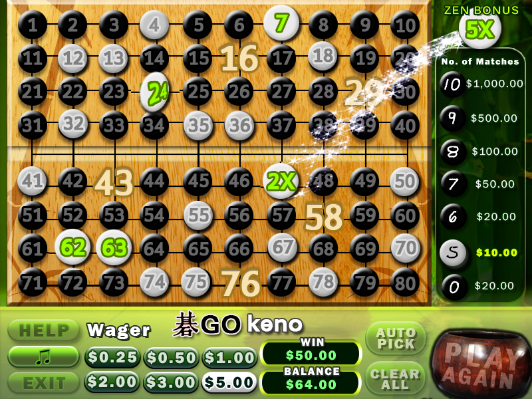 ZEN BONUS
5X
1 2 3 4 5 6 7 8 9 10
11 12 13 14 15 16 17 18 19 20
21 22 23 24 25 26 27 28 29 30
31 32 33 34 35 36 37 38 39 40
41 42 43 44 45 46 2X 48 49 50
51 52 53 54 55 56 57 58 59 60
61 62 63 64 65 66 67 68 69 70
71 72 73 74 75 76 77 78 79 80
No. of Matches
10 $1,000.00
9 $500.00
8 $100.00
7 $50.00
6 $20.00
5 $10.00
0 $20.00
HELP
EXIT
Wager
碁GO keno
$0.25 $0.50 $1.00
$2.00 $3.00 $5.00
WIN
$50.00
BALANCE
$64.00
AUTO
PICK
CLEAR
ALL
PLAY
AGAIN